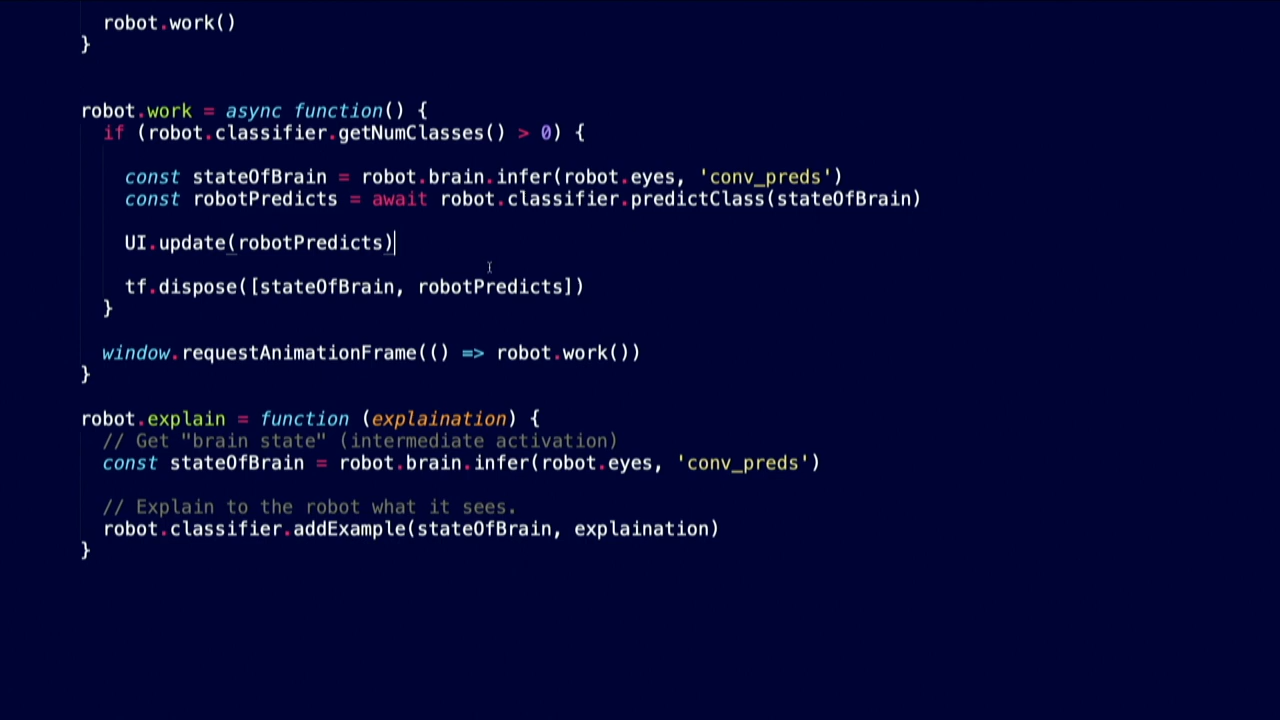 robot.work()
}
robot.work = async function() {
if (robot.classifier.getNumClasses() > 0) {
const stateOfBrain = robot.brain.infer(robot.eyes, 'conv_preds')
const robotPredicts = await robot.classifier.predictClass(stateOfBrain)
UI.update(robotPredicts)
tf.dispose([stateOfBrain, robotPredicts])
}
window.requestAnimationFrame(() => robot.work())
}
robot.explain = function (explaination) {
// Get "brain state" (intermediate activation)
const stateOfBrain = robot.brain.infer(robot.eyes, 'conv_preds')
// Explain to the robot what it sees.
robot.classifier.addExample(stateOfBrain, explaination)
}